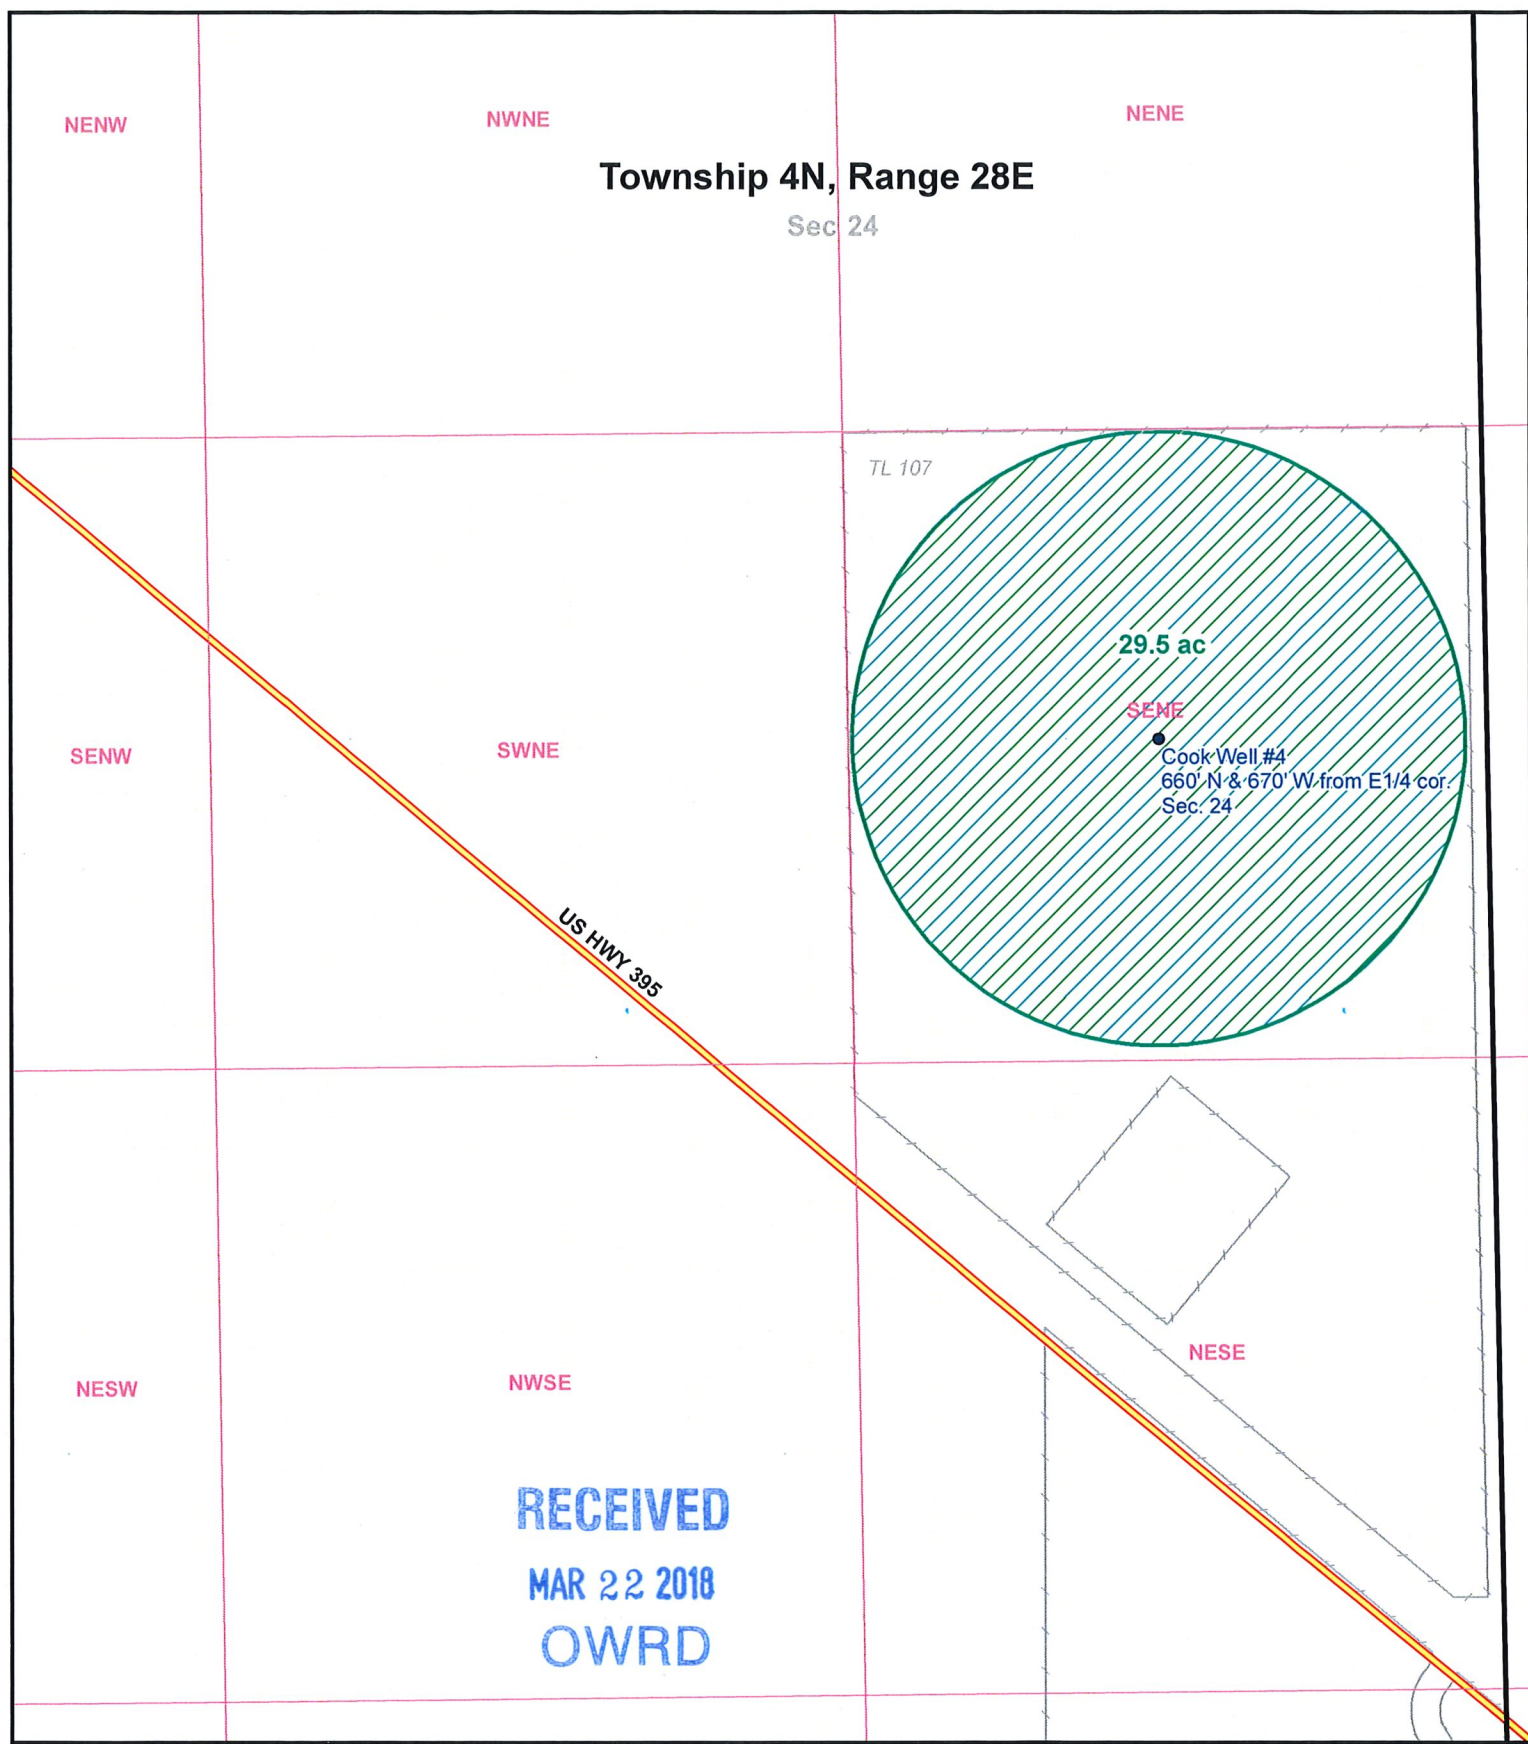 NENW
NWNE
NENE
Township 4N, Range 28E
Sec 24
TL 107
29.5 ac
SENE
Cook Well #4
660' N & 670' W from E1/4 cor.
Sec. 24
SENW
SWNE
US HWY 395
NESE
NESW
NWSE
RECEIVED
MAR 22 2018
OWRD